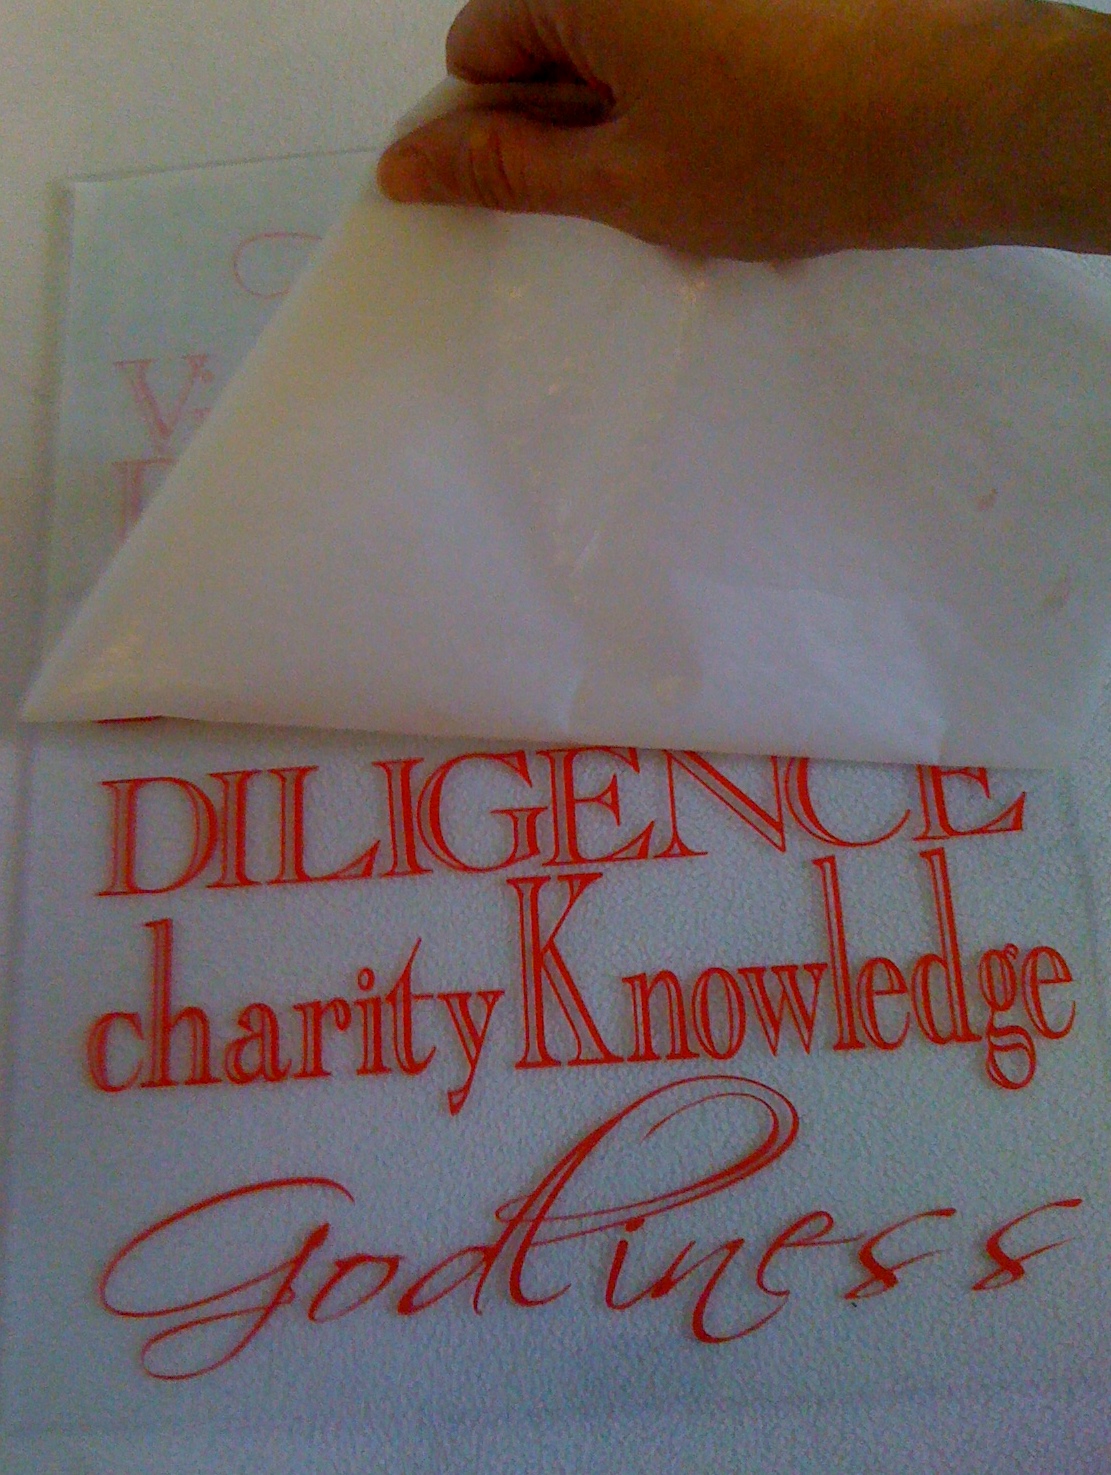 DILIGENCE
charity Knowledge
Godliness